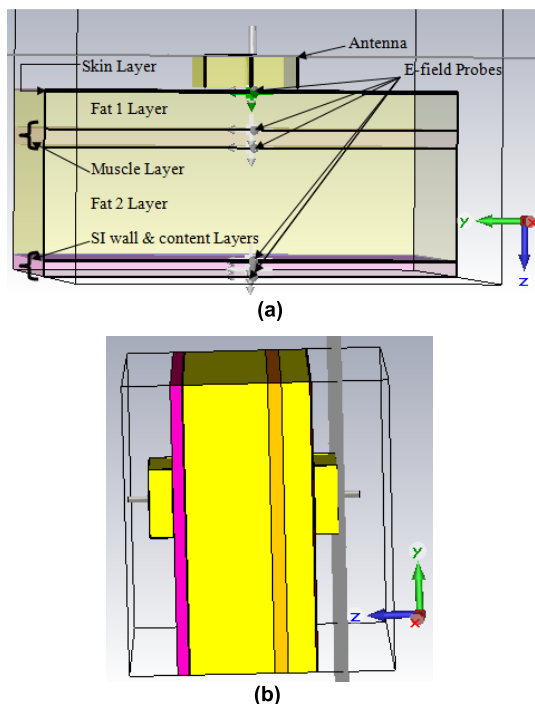 Antenna
Skin Layer
E-field Probes
Fat 1 Layer
Muscle Layer
Fat 2 Layer
SI wall & content Layers
y
x
z
(a)
y
z
x
(b)